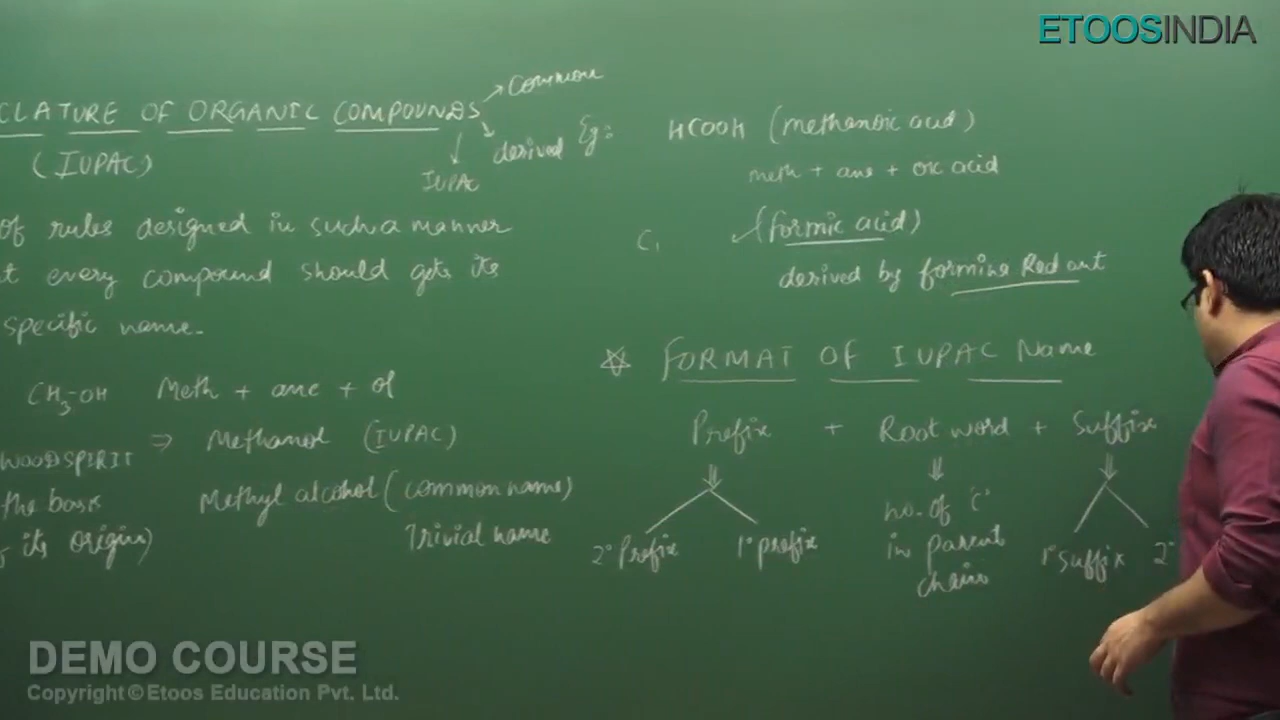 ETOOSINDIA
CLATURE OF ORGANIC COMPOUNDS
Common
derived
IUPAC
(IUPAC)
of rules designed in such a manner
t every compound should gets its
specific name.
CH3-OH Meth + ane + ol
WOODSPIRIT ⇒ Methanol (IUPAC)
the basis Methyl alcohol (common name)
its origin) Trivial name
Eg: HCOOH (methanoic acid)
meth + ane + oic acid
C1 ✓(formic acid)
derived by formine Red ant
☆ FORMAT OF IUPAC Name
Prefix + Root word + Suffix
2° Prefix 1° prefix
no. of 'C'
in parent
chain
1° suffix 2°
DEMO COURSE
Copyright©Etoos Education Pvt. Ltd.